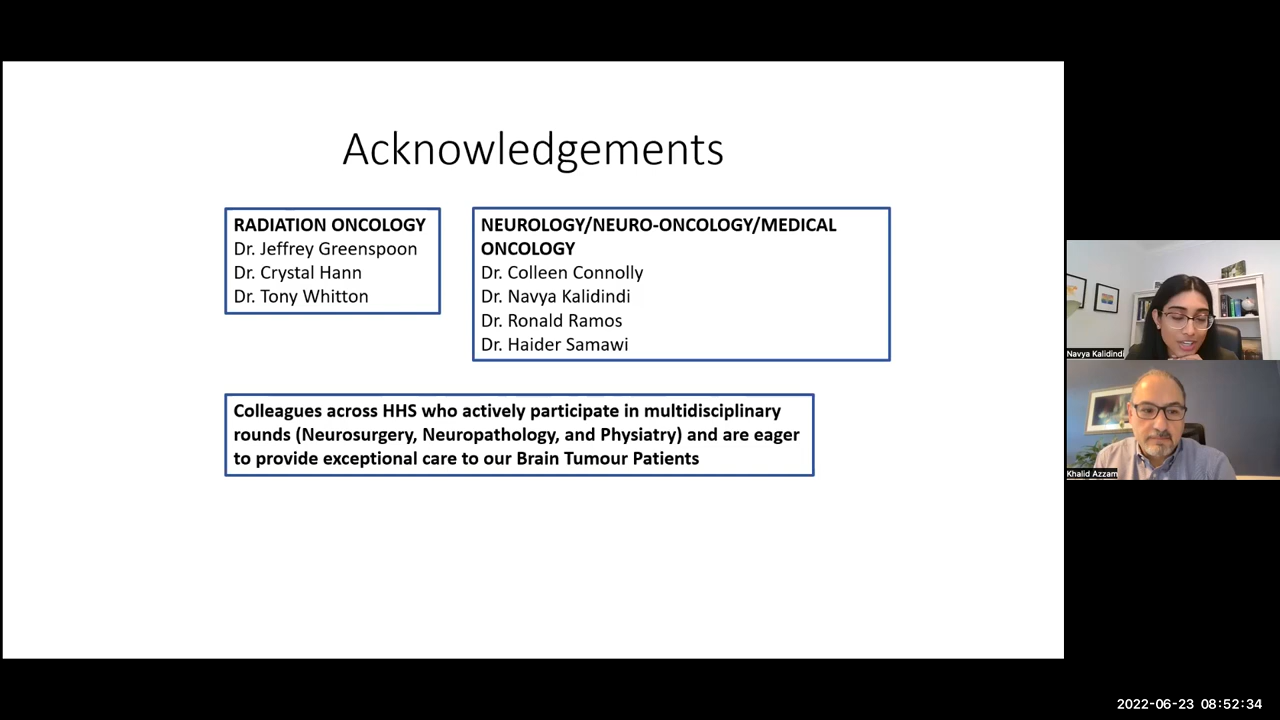 Acknowledgements
RADIATION ONCOLOGY
Dr. Jeffrey Greenspoon
Dr. Crystal Hann
Dr. Tony Whitton
NEUROLOGY/NEURO-ONCOLOGY/MEDICAL
ONCOLOGY
Dr. Colleen Connolly
Dr. Navya Kalidindi
Dr. Ronald Ramos
Dr. Haider Samawi
Colleagues across HHS who actively participate in multidisciplinary
rounds (Neurosurgery, Neuropathology, and Physiatry) and are eager
to provide exceptional care to our Brain Tumour Patients
Navya Kalidindi
Khalid Azzam
2022-06-23 08:52:34